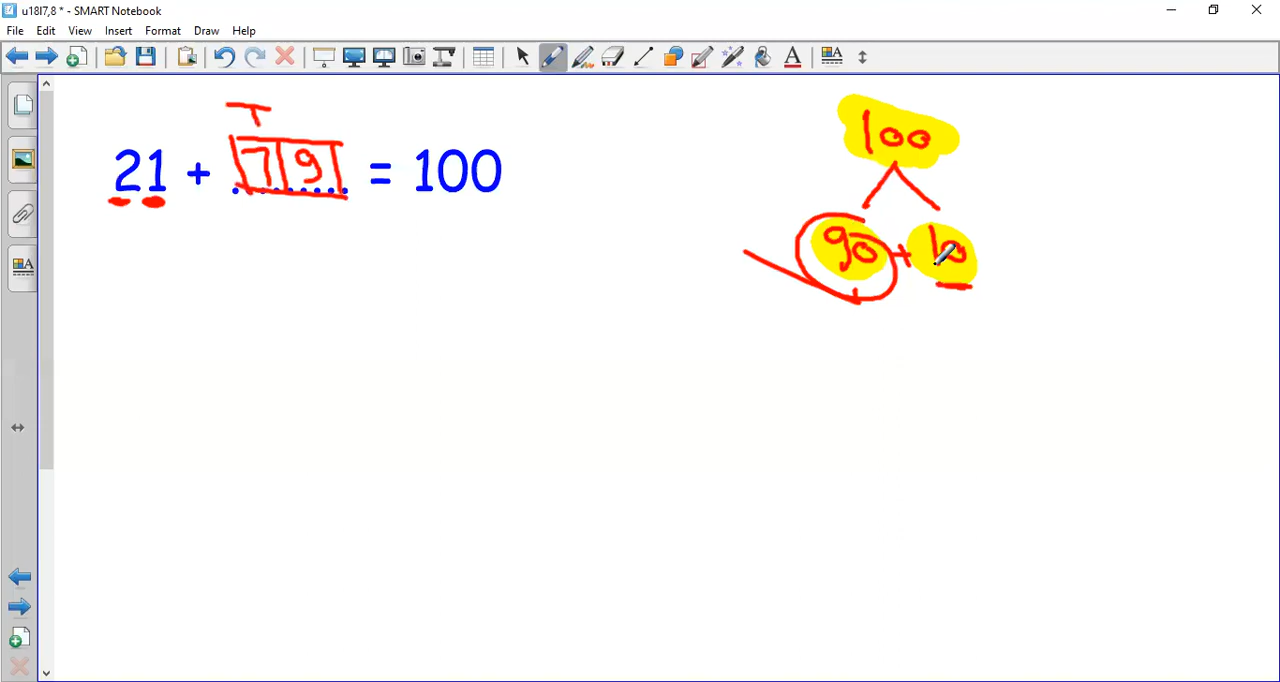 u18l7,8 * - SMART Notebook
File Edit View Insert Format Draw Help
T
21 + 79 = 100
100
90 + 10